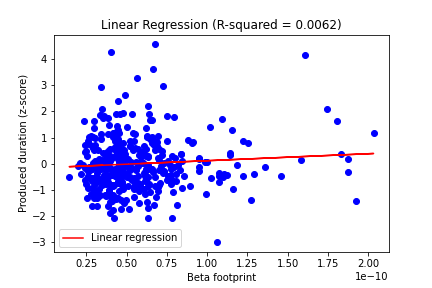 Linear Regression (R-squared = 0.0062)
Produced duration (z-score)
4
3
2
1
0
−1
−2
−3
Linear regression
0.25 0.50 0.75 1.00 1.25 1.50 1.75 2.00
1e−10
Beta footprint